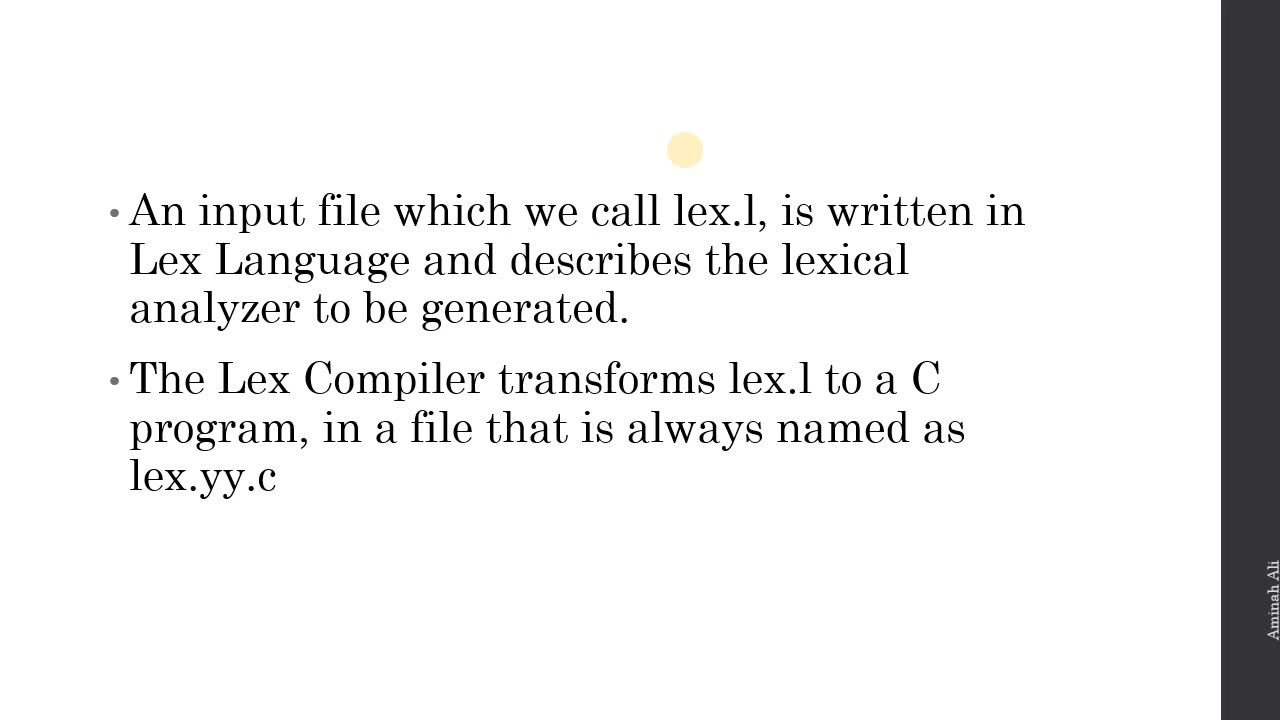 • An input file which we call lex.l, is written in
Lex Language and describes the lexical
analyzer to be generated.
• The Lex Compiler transforms lex.l to a C
program, in a file that is always named as
lex.yy.c
Aminah Ali